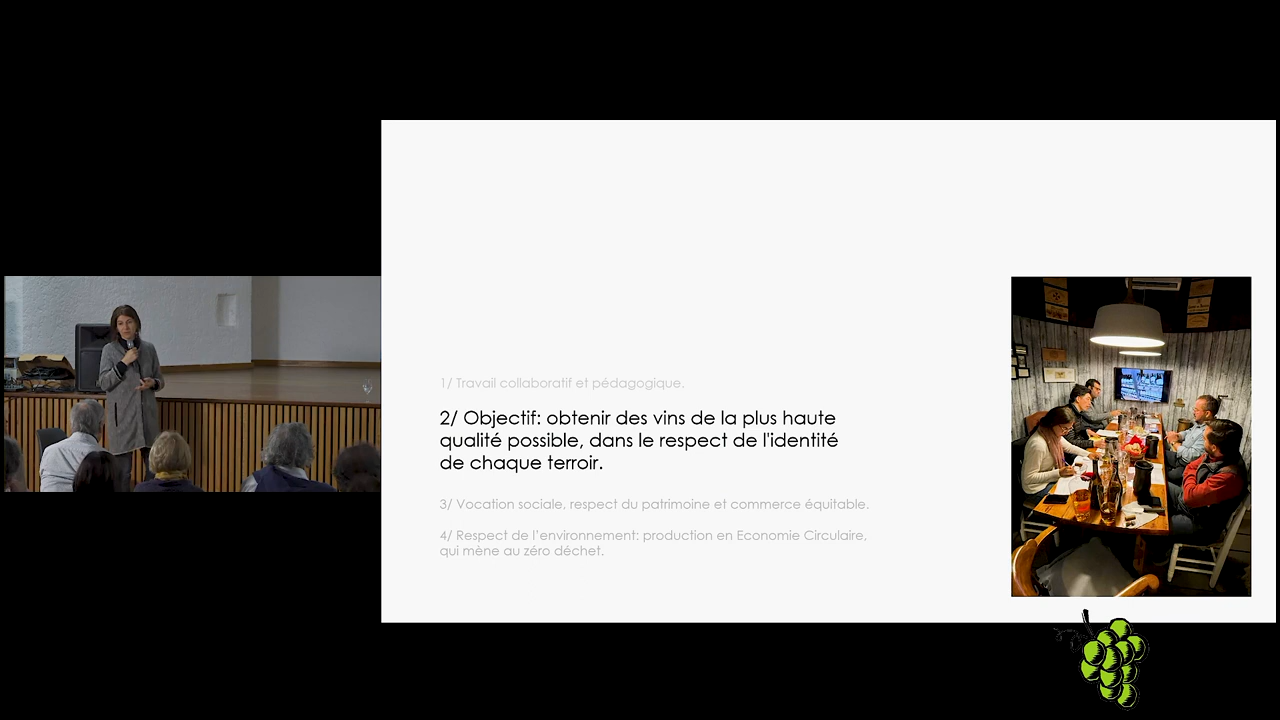 1/ Travail collaboratif et pédagogique.
2/ Objectif: obtenir des vins de la plus haute
qualité possible, dans le respect de l'identité
de chaque terroir.
3/ Vocation sociale, respect du patrimoine et commerce équitable.
4/ Respect de l’environnement: production en Economie Circulaire,
qui mène au zéro déchet.